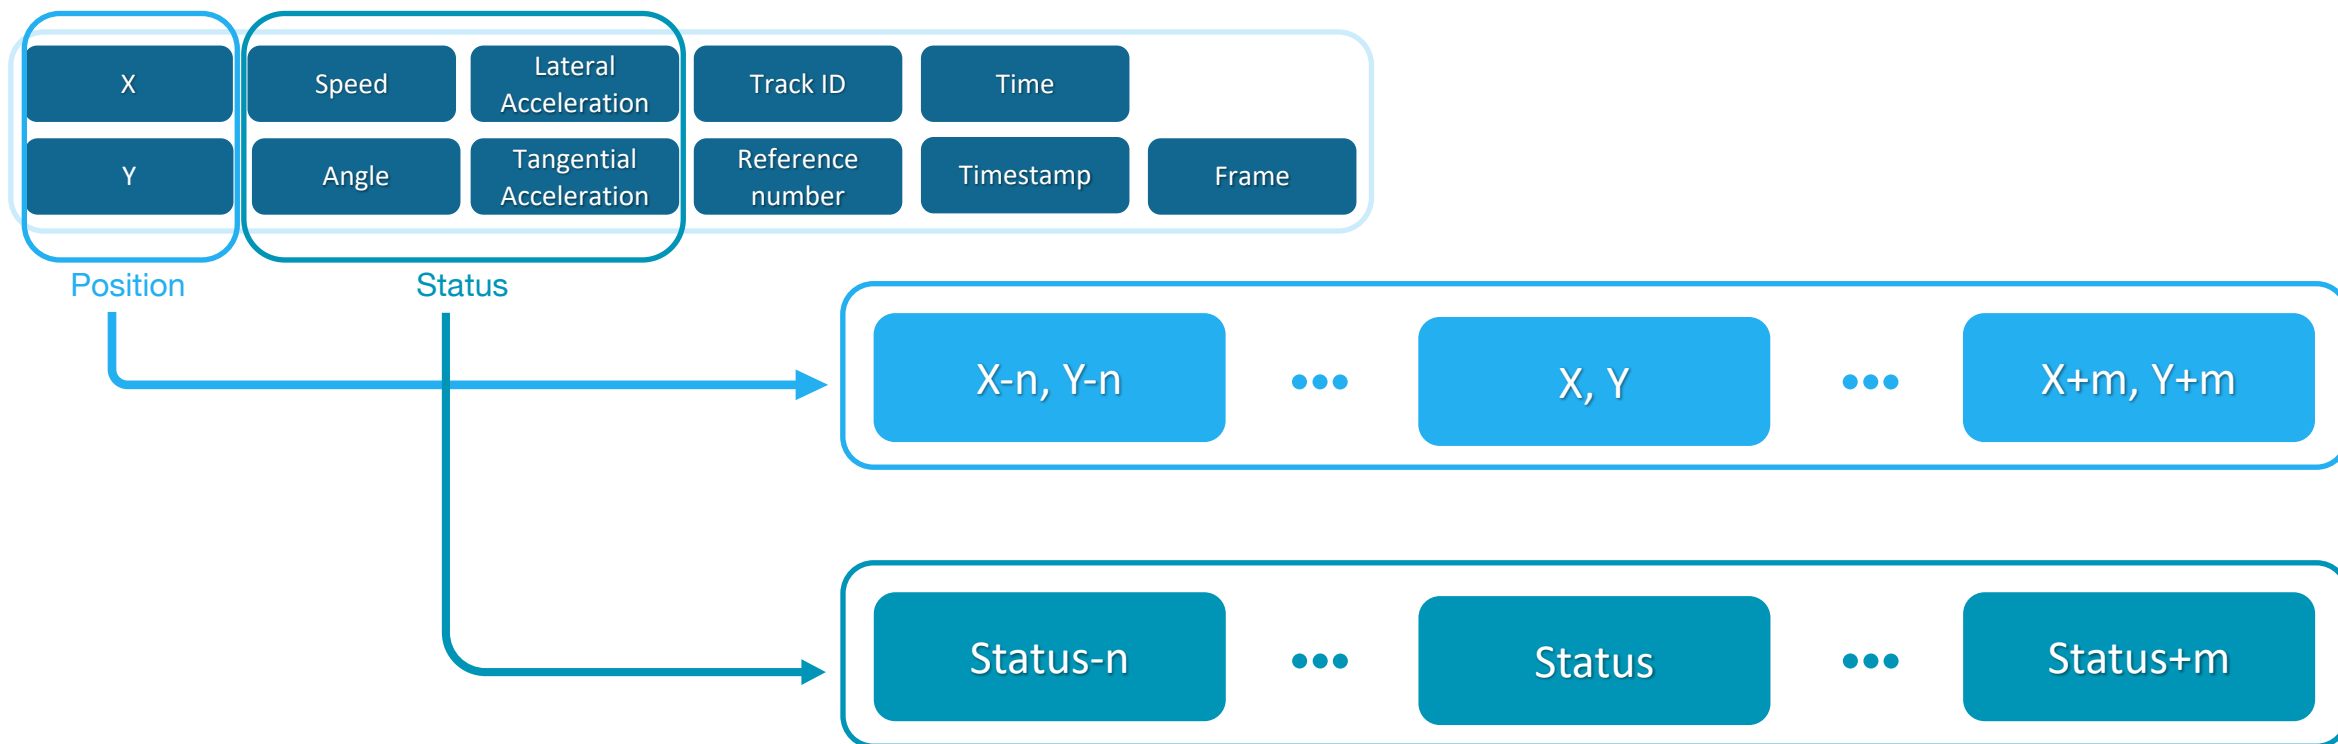 X
Speed
Lateral
Acceleration
Track ID
Time
Y
Angle
Tangential
Acceleration
Reference
number
Timestamp
Frame
Position
Status
X-n, Y-n
•••
X, Y
•••
X+m, Y+m
Status-n
•••
Status
•••
Status+m